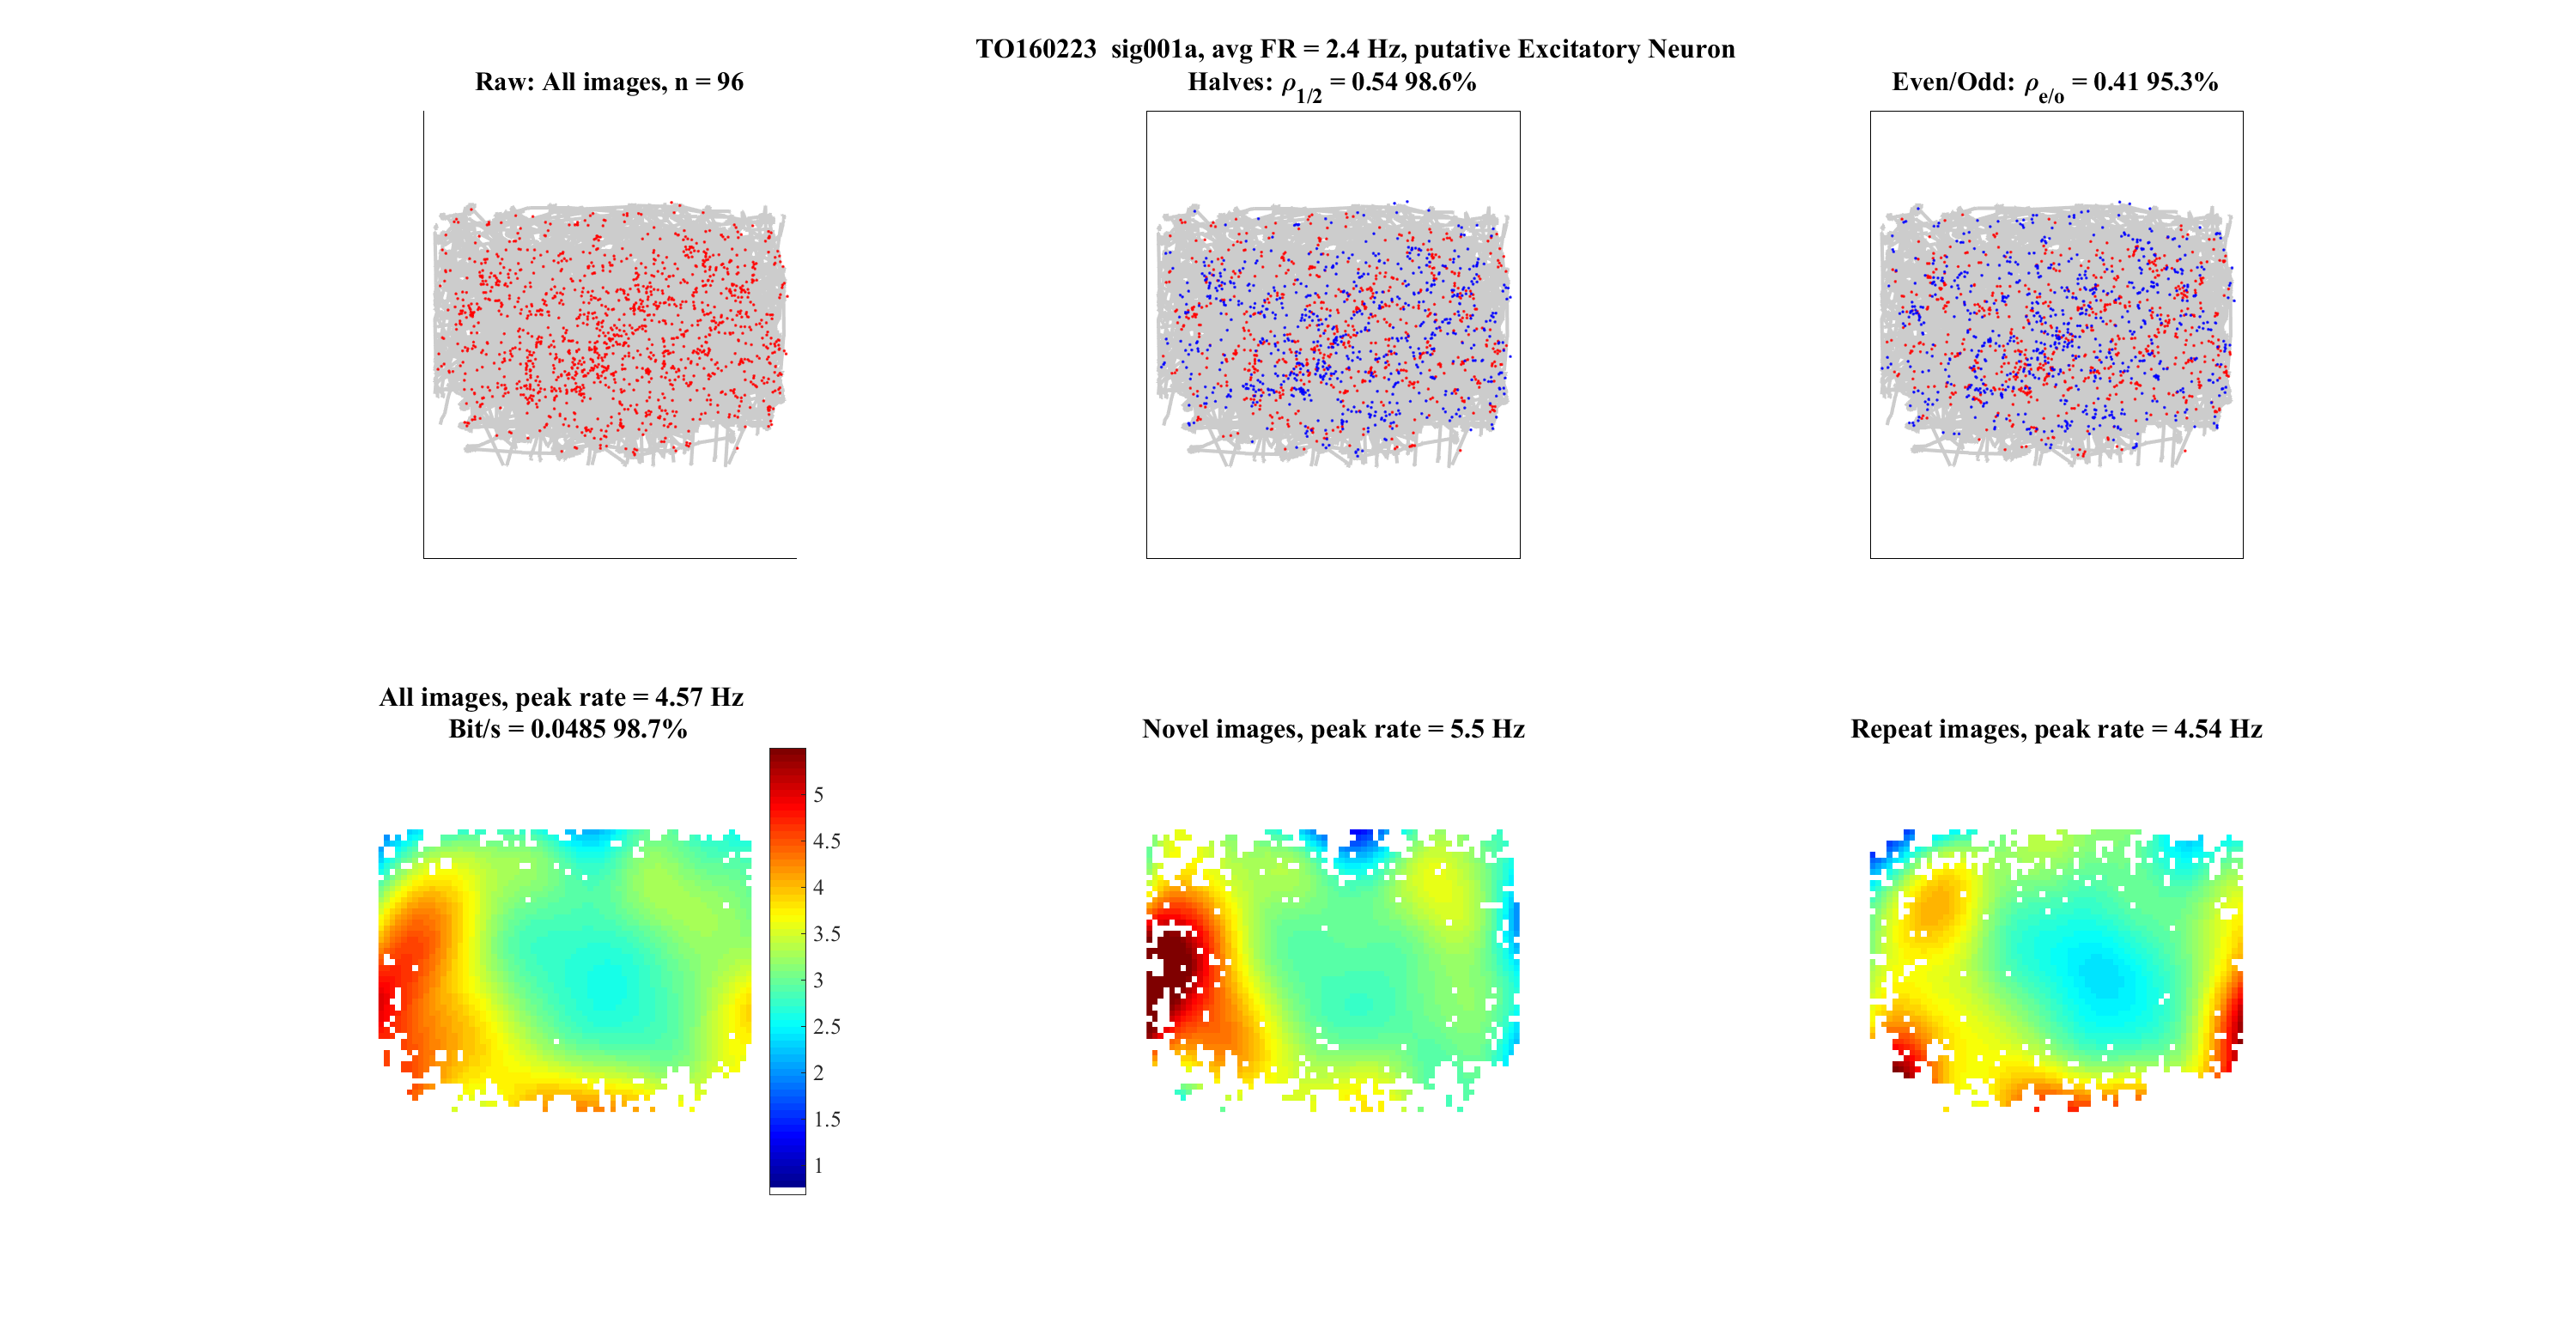 TO160223  sig001a, avg FR = 2.4 Hz, putative Excitatory Neuron
Raw: All images, n = 96
Halves: ρ1/2 = 0.54 98.6%
Even/Odd: ρe/o = 0.41 95.3%
All images, peak rate = 4.57 Hz
Bit/s = 0.0485 98.7%
Novel images, peak rate = 5.5 Hz
Repeat images, peak rate = 4.54 Hz
5
4.5
4
3.5
3
2.5
2
1.5
1